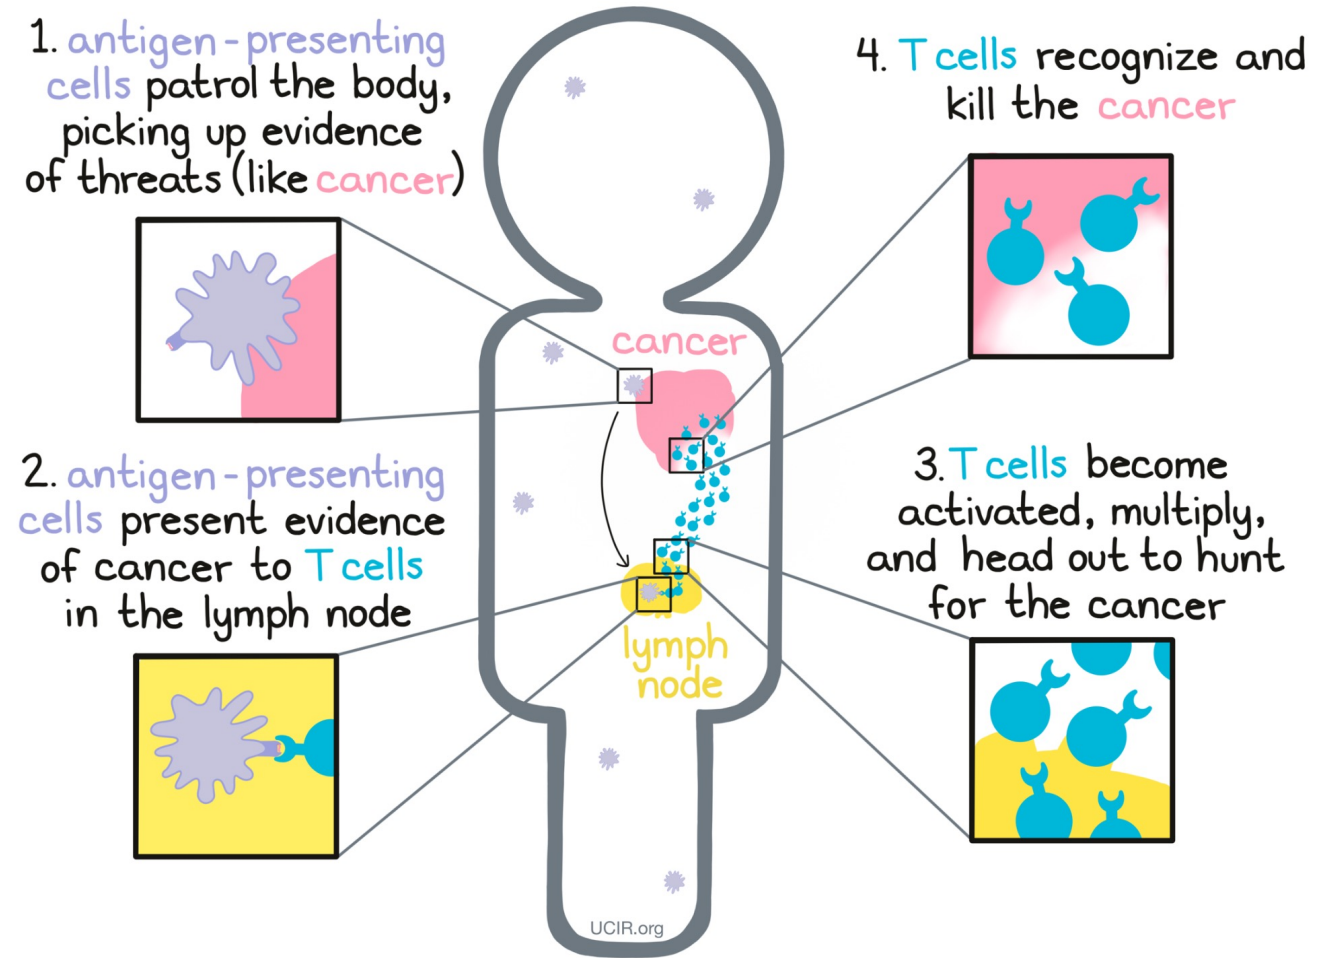 1. antigen-presenting
cells patrol the body,
picking up evidence
of threats (like cancer)
2. antigen-presenting
cells present evidence
of cancer to T cells
in the lymph node
cancer
lymph
node
UCIR.org
3. T cells become
activated, multiply,
and head out to hunt
for the cancer
4. T cells recognize and
kill the cancer